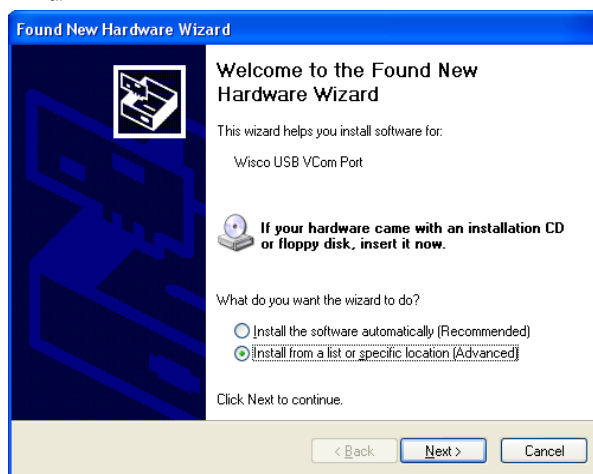 Found New Hardware Wizard
Welcome to the Found New
Hardware Wizard
This wizard helps you install software for:
Wisco USB VCom Port
If your hardware came with an installation CD
or floppy disk, insert it now.
What do you want the wizard to do?
Install the software automatically (Recommended)
Install from a list or specific location (Advanced)
Click Next to continue.
< Back
Next >
Cancel